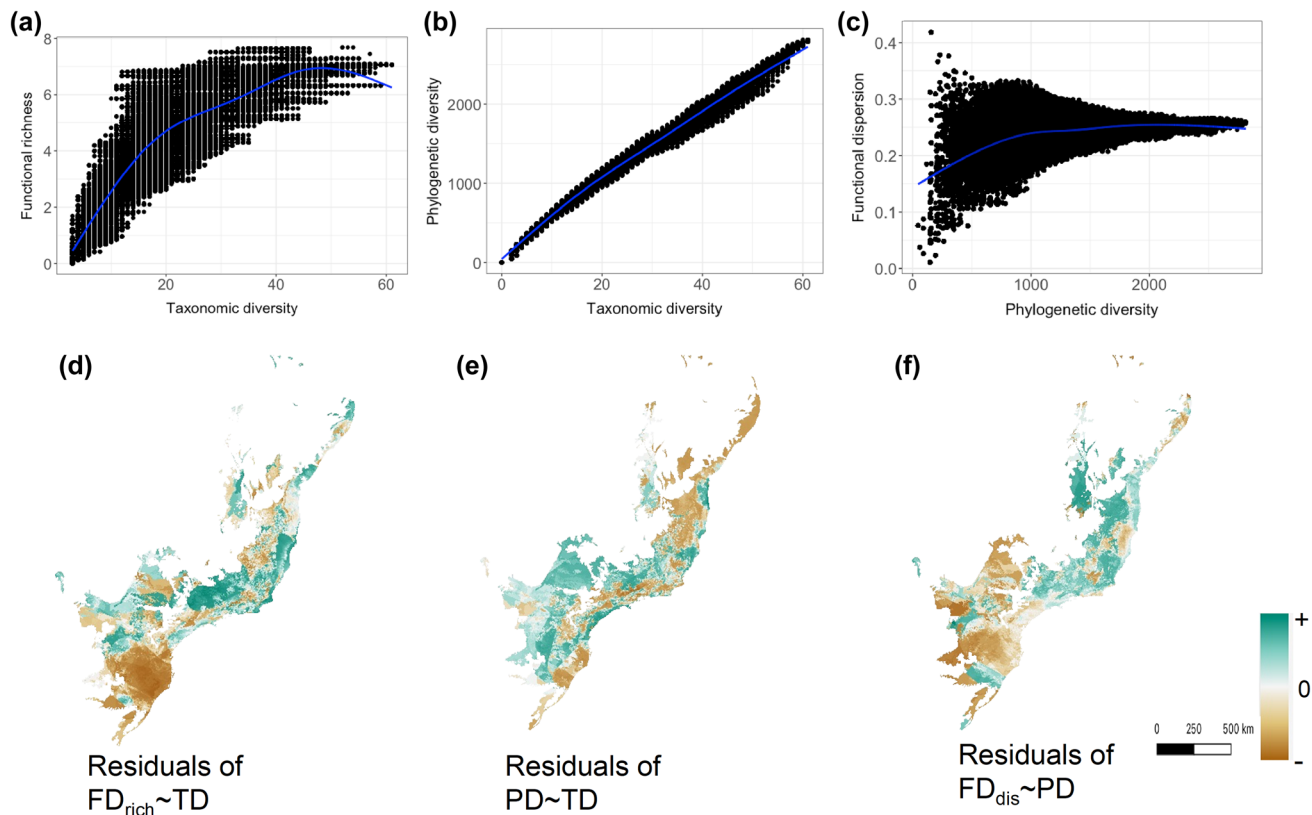 (a)
8
6
4
2
0
Functional richness
20
40
60
Taxonomic diversity
(b)
2000
1000
0
Phylogenetic diversity
0
20
40
60
Taxonomic diversity
(c)
0.4
0.3
0.2
0.1
0.0
Functional dispersion
0
1000
2000
Phylogenetic diversity
(d)
(e)
(f)
+
0
-
0 250 500 km
Residuals of
FDrich~TD
Residuals of
PD~TD
Residuals of
FDdis~PD